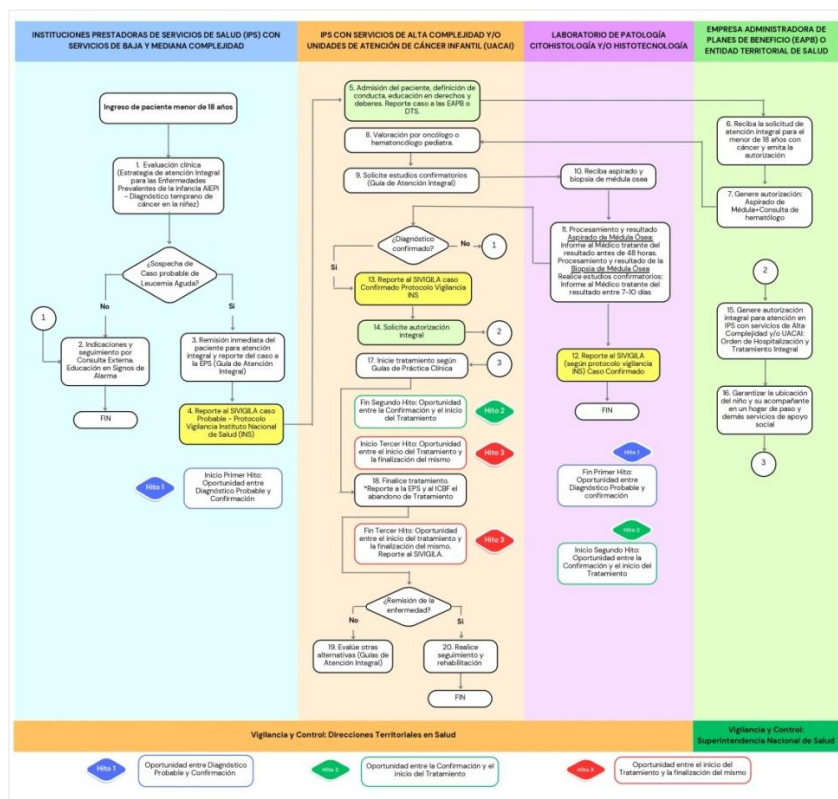 INSTITUCIONES PRESTADORAS DE SERVICIOS DE SALUD (IPS) CON
SERVICIOS DE BAJA Y MEDIANA COMPLEJIDAD
IPS CON SERVICIOS DE ALTA COMPLEJIDAD Y/O
UNIDADES DE ATENCIÓN DE CÁNCER INFANTIL (UACAI)
LABORATORIO DE PATOLOGÍA
CITOHISTOLOGÍA Y/O HISTOTECNOLOGÍA
EMPRESA ADMINISTRADORA DE
PLANES DE BENEFICIO (EAPB) O
ENTIDAD TERRITORIAL DE SALUD
Ingreso de paciente menor de 18 años
1. Evaluación clínica
(Estrategia de atención Integral
para las Enfermedades
Prevalentes de la infancia AIEPI
- Diagnóstico temprano de
cáncer en la niñez)
¿Sospecha de
Caso probable de
Leucemia Aguda?
No
Si
1
2. Indicaciones y
seguimiento por
Consulta Externa.
Educación en Signos de
Alarma
FIN
3. Remisión inmediata del
paciente para atención
integral y reporte del caso a
la EPS (Guía de Atención
Integral)
4. Reporte al SIVIGILA caso
Probable - Protocolo
Vigilancia Instituto Nacional
de Salud (INS)
Hito 1
Inicio Primer Hito:
Oportunidad entre
Diagnóstico Probable y
Confirmación
5. Admisión del paciente, definición de
conducta, educación en derechos y
deberes. Reporte caso a las EAPB o
DTS.
8. Valoración por oncólogo o
hematoncólogo pediatra.
9. Solicite estudios confirmatorios
(Guía de Atención Integral)
¿Diagnóstico
confirmado?
No
1
Si
13. Reporte al SIVIGILA caso
Confirmado Protocolo Vigilancia
INS
14. Solicite autorización
integral
2
17. Inicie tratamiento según
Guías de Práctica Clínica
3
Fin Segundo Hito: Oportunidad
entre la Confirmación y el inicio del
Tratamiento
Hito 2
Inicio Tercer Hito: Oportunidad
entre el inicio del Tratamiento y
la finalización del mismo
Hito 3
18. Finalice tratamiento.
*Reporte a la EPS y al ICBF el
abandono de Tratamiento
Fin Tercer Hito: Oportunidad
entre el inicio del tratamiento y
la finalización del mismo.
Reporte al SIVIGILA.
Hito 3
¿Remisión de la
enfermedad?
No
Si
19. Evalúe otras
alternativas (Guías de
Atención Integral)
20. Realice
seguimiento y
rehabilitación
FIN
10. Reciba aspirado y
biopsia de médula osea
11. Procesamiento y resultado
Aspirado de Médula Ósea:
Informe al Médico tratante del
resultado antes de 48 horas.
Procesamiento y resultado de la
Biopsia de Médula Ósea
Realice estudios confirmatorios:
Informe al Médico tratante del
resultado entre 7-10 días
12. Reporte al SIVIGILA
(según protocolo vigilancia
INS) Caso Confirmado
FIN
Hito 1
Fin Primer Hito:
Oportunidad entre
Diagnóstico Probable y
confirmación
Hito 2
Inicio Segundo Hito:
Oportunidad entre la
Confirmación y el inicio del
Tratamiento
6. Reciba la solicitud de
atención integral para el
menor de 18 años con
cáncer y emita la
autorización
7. Genere autorización:
Aspirado de
Médula+Consulta de
hematólogo
2
15. Genere autorización
integral para atención en
IPS con servicios de Alta
Complejidad y/o UACAI:
Orden de Hospitalización y
Tratamiento Integral
16. Garantizar la ubicación
del niño y su acompañante
en un hogar de paso y
demás servicios de apoyo
social
3
Vigilancia y Control: Direcciones Territoriales en Salud
Vigilancia y Control:
Superintendencia Nacional de Salud
Hito 1
Oportunidad entre Diagnóstico
Probable y Confirmación
Hito 2
Oportunidad entre la Confirmación y el
inicio del Tratamiento
Hito 3
Oportunidad entre el inicio del
Tratamiento y la finalización del mismo